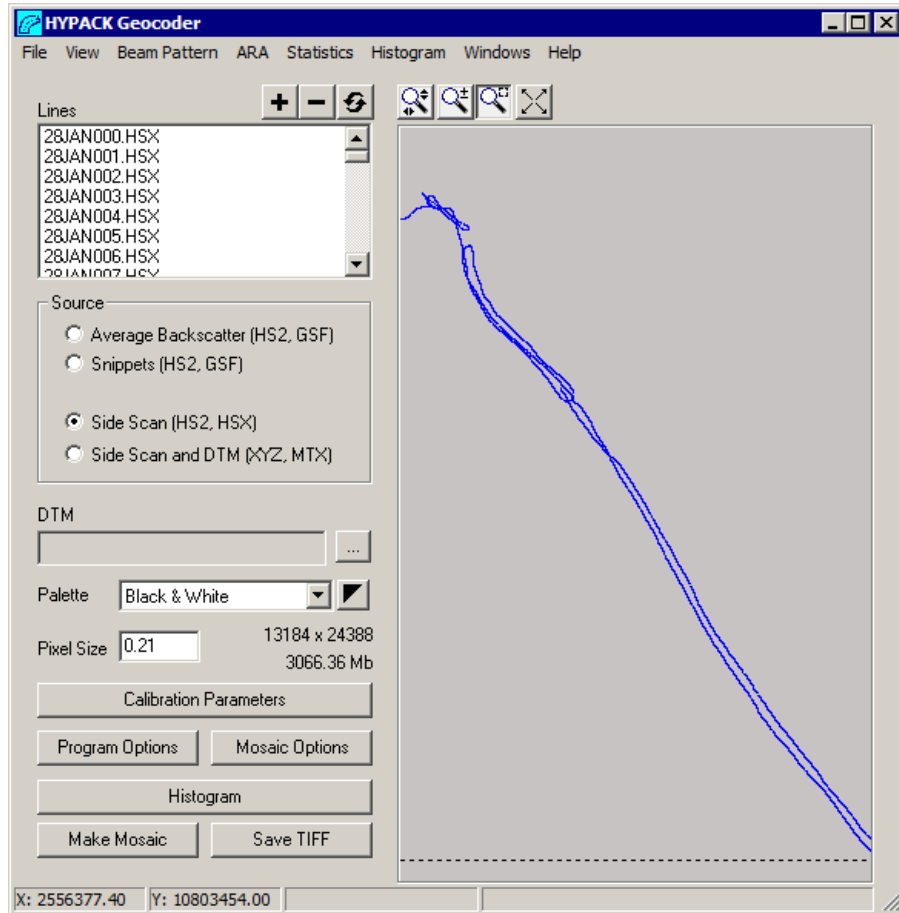 HYPACK Geocoder
File View Beam Pattern ARA Statistics Histogram Windows Help
Lines
28JAN000.HSX
28JAN001.HSX
28JAN002.HSX
28JAN003.HSX
28JAN004.HSX
28JAN005.HSX
28JAN006.HSX
28JAN007.HSX
Source
Average Backscatter (HS2, GSF)
Snippets (HS2, GSF)
Side Scan (HS2, HSX)
Side Scan and DTM (XYZ, MTX)
DTM
...
Palette Black & White
Pixel Size 0.21 13184 x 24388
3066.36 Mb
Calibration Parameters
Program Options Mosaic Options
Histogram
Make Mosaic Save TIFF
X: 2556377.40 Y: 10803454.00